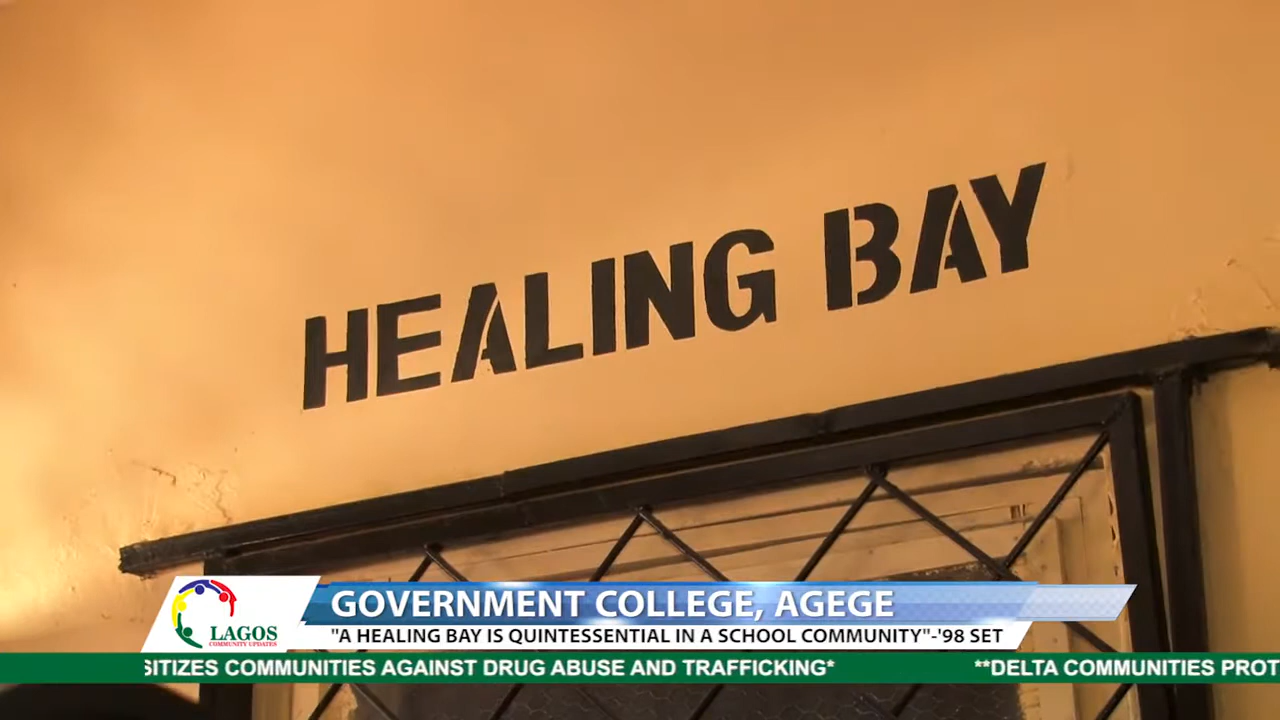 HEALING BAY
GOVERNMENT COLLEGE, AGEGE
LAGOS
COMMUNITY UPDATES
"A HEALING BAY IS QUINTESSENTIAL IN A SCHOOL COMMUNITY"-'98 SET
SITIZES COMMUNITIES AGAINST DRUG ABUSE AND TRAFFICKING* **DELTA COMMUNITIES PROT